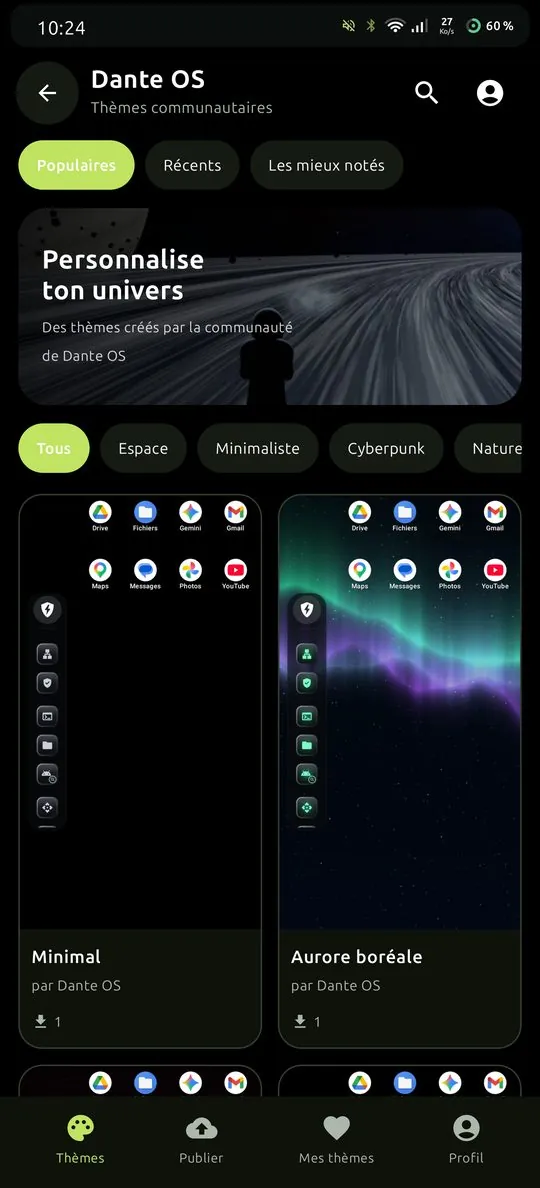 10:24
27
Ko/s
60 %
Dante OS
Thèmes communautaires
Populaires
Récents
Les mieux notés
Personnalise
ton univers
Des thèmes créés par la communauté
de Dante OS
Tous
Espace
Minimaliste
Cyberpunk
Nature
Drive
Fichiers
Gemini
Gmail
Maps
Messages
Photos
YouTube
Drive
Fichiers
Gemini
Gmail
Maps
Messages
Photos
YouTube
Minimal
par Dante OS
1
Aurore boréale
par Dante OS
1
Thèmes
Publier
Mes thèmes
Profil